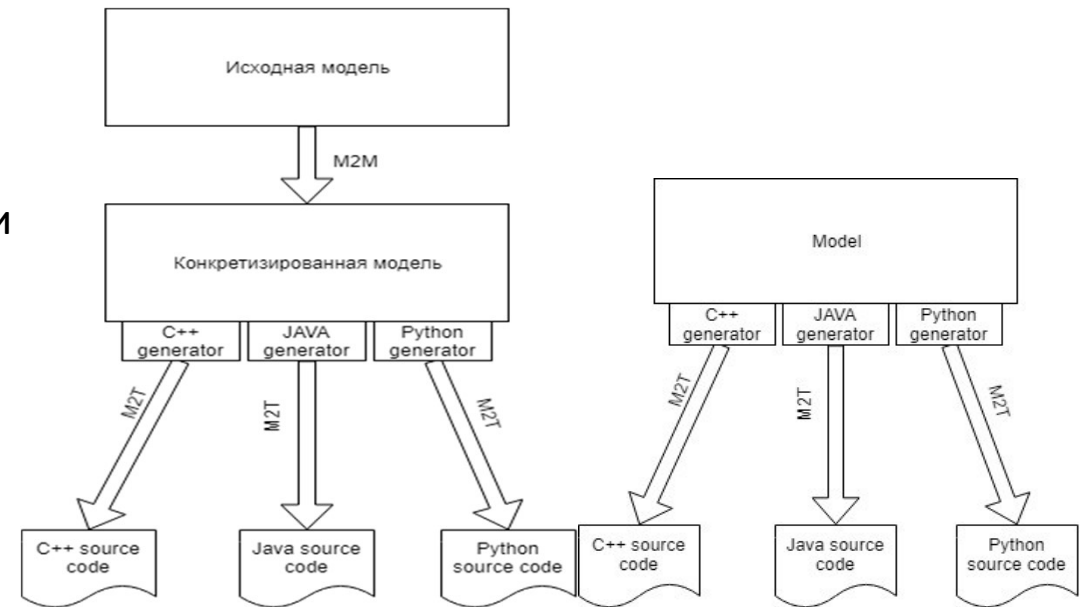 Исходная модель
M2M
и
Конкретизированная модель
C++
generator
JAVA
generator
Python
generator
M2T
M2T
M2T
C++ source
code
Java source
code
Python
source code
Model
C++
generator
JAVA
generator
Python
generator
M2T
M2T
M2T
C++ source
code
Java source
code
Python
source code